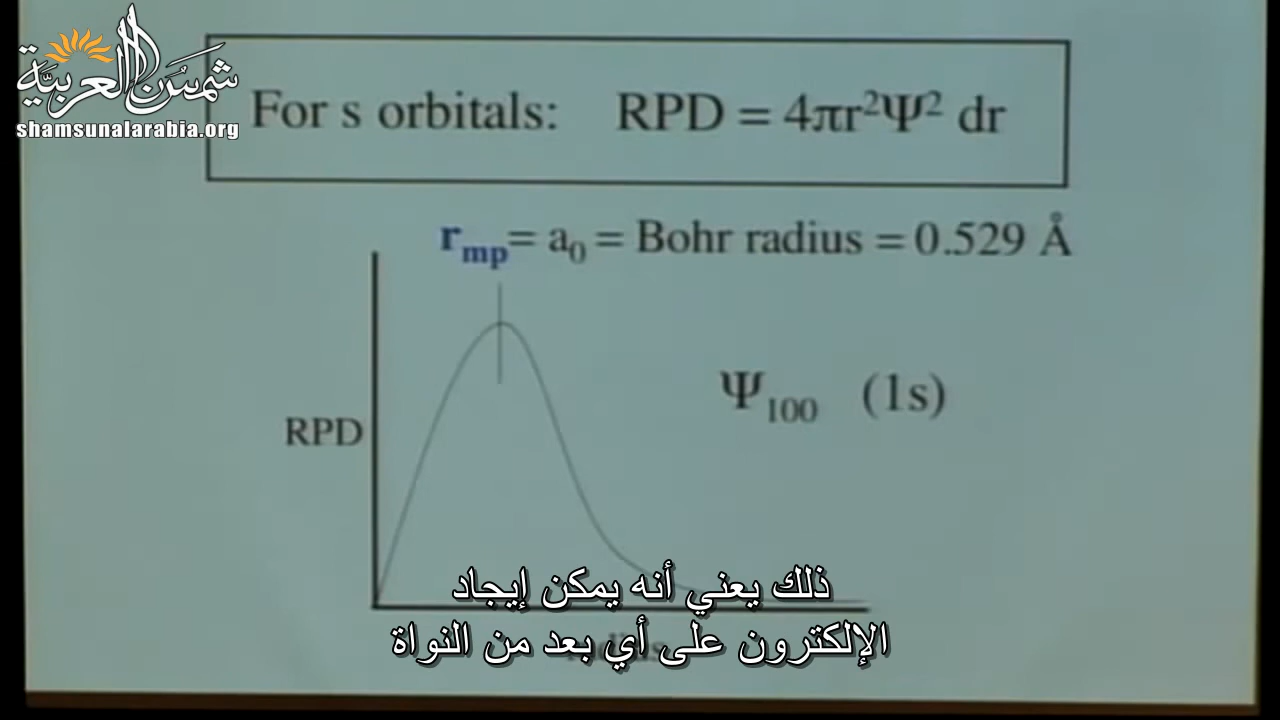 شمس العربية
shamsunalarabia.org
For s orbitals: RPD = 4πr²Ψ² dr
r_mp = a₀ = Bohr radius = 0.529 Å
Ψ₁₀₀ (1s)
RPD
ذلك يعني أنه يمكن إيجاد
الإلكترون على أي بعد من النواة